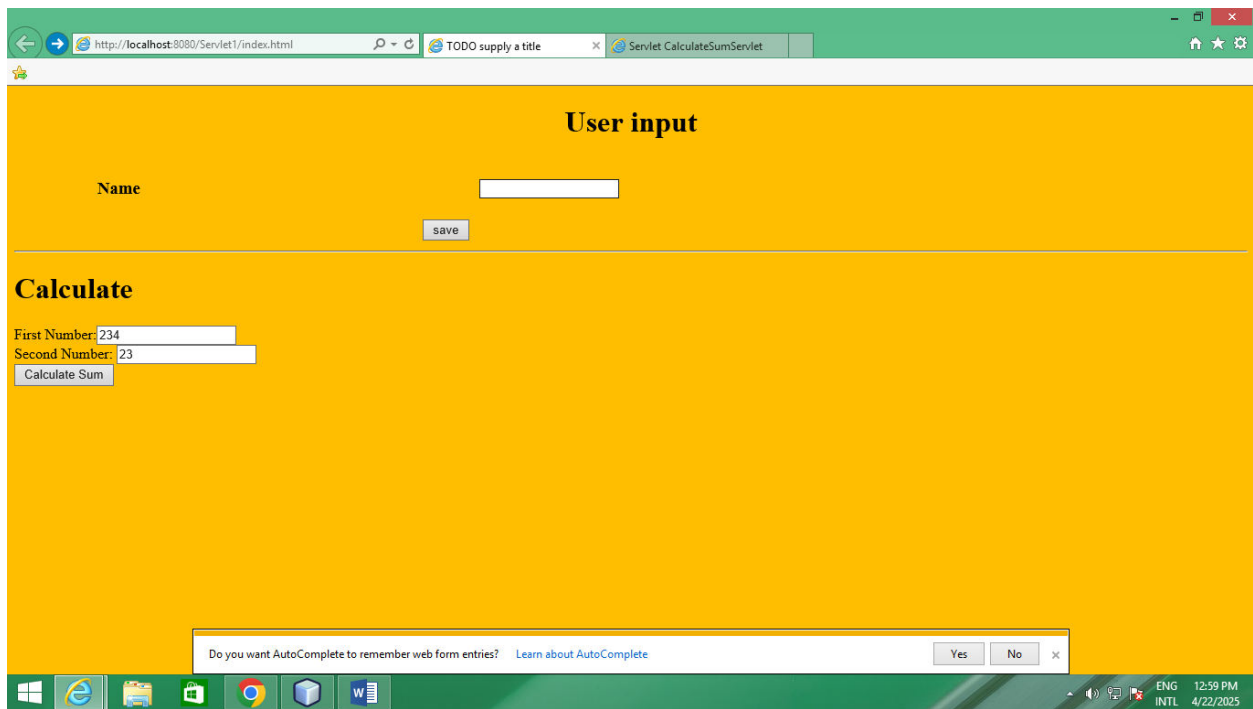 http://localhost:8080/Servlet1/index.html
TODO supply a title
Servlet CalculateSumServlet
User input
Name
save
Calculate
First Number: 234
Second Number: 23
Calculate Sum
Do you want AutoComplete to remember web form entries? Learn about AutoComplete Yes No
ENG 12:59 PM
INTL 4/22/2025